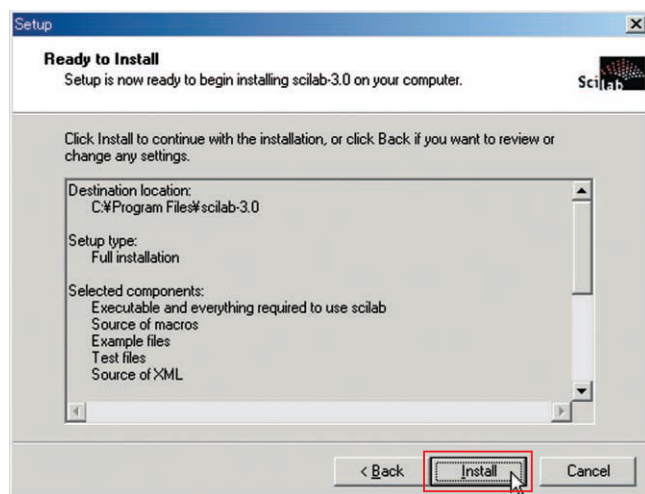 Setup
Ready to Install
Setup is now ready to begin installing scilab-3.0 on your computer.
Scilab
Click Install to continue with the installation, or click Back if you want to review or
change any settings.
Destination location:
C:¥Program Files¥scilab-3.0
Setup type:
Full installation
Selected components:
Executable and everything required to use scilab
Source of macros
Example files
Test files
Source of XML
< Back
Install
Cancel